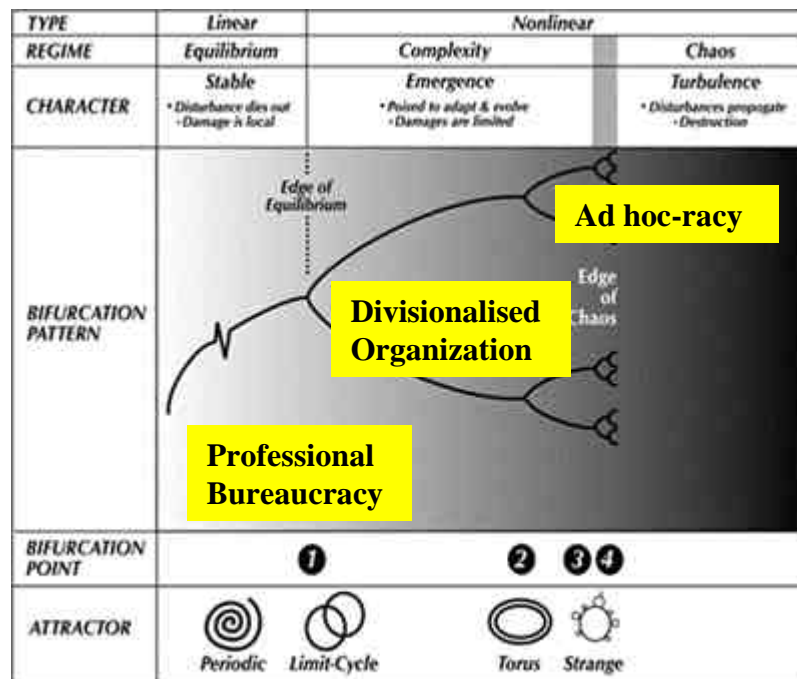 TYPE Linear Nonlinear
REGIME Equilibrium Complexity Chaos
CHARACTER
Stable
• Disturbance dies out
• Damage is local
Emergence
• Poised to adapt & evolve
• Damages are limited
Turbulence
• Disturbances propogate
• Destruction
BIFURCATION
PATTERN
Edge of
Equilibrium
Ad hoc-racy
Edge
of
Chaos
Divisionalised
Organization
Professional
Bureaucracy
BIFURCATION
POINT
1 2 3 4
ATTRACTOR
Periodic Limit-Cycle Torus Strange